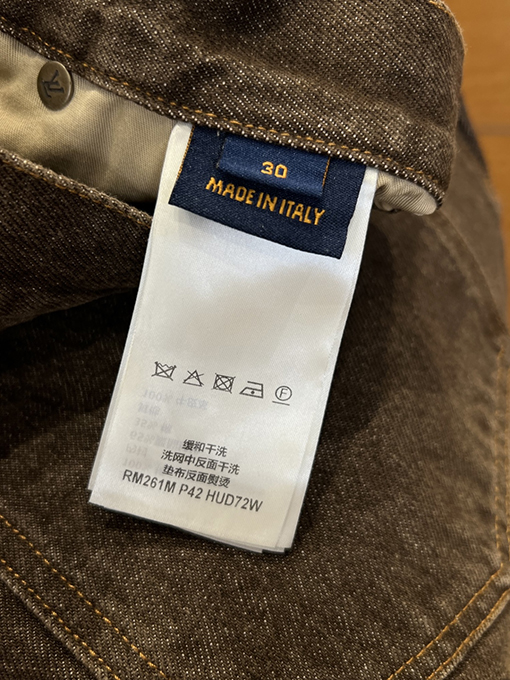 30
MADE IN ITALY
F
缓和干洗
洗网中反面干洗
垫布反面熨烫
RM261M P42 HUD72W